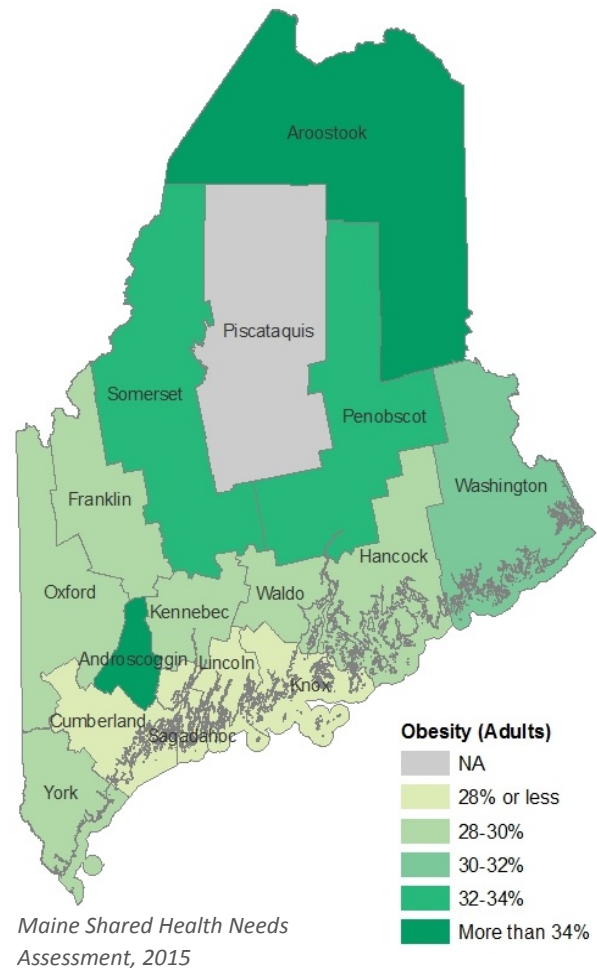 Aroostook
Piscataquis
Somerset
Penobscot
Washington
Franklin
Hancock
Oxford
Waldo
Kennebec
Androscoggin
Lincoln
Knox
Cumberland
Sagadahoc
York
Obesity (Adults)
NA
28% or less
28-30%
30-32%
32-34%
More than 34%
Maine Shared Health Needs
Assessment, 2015